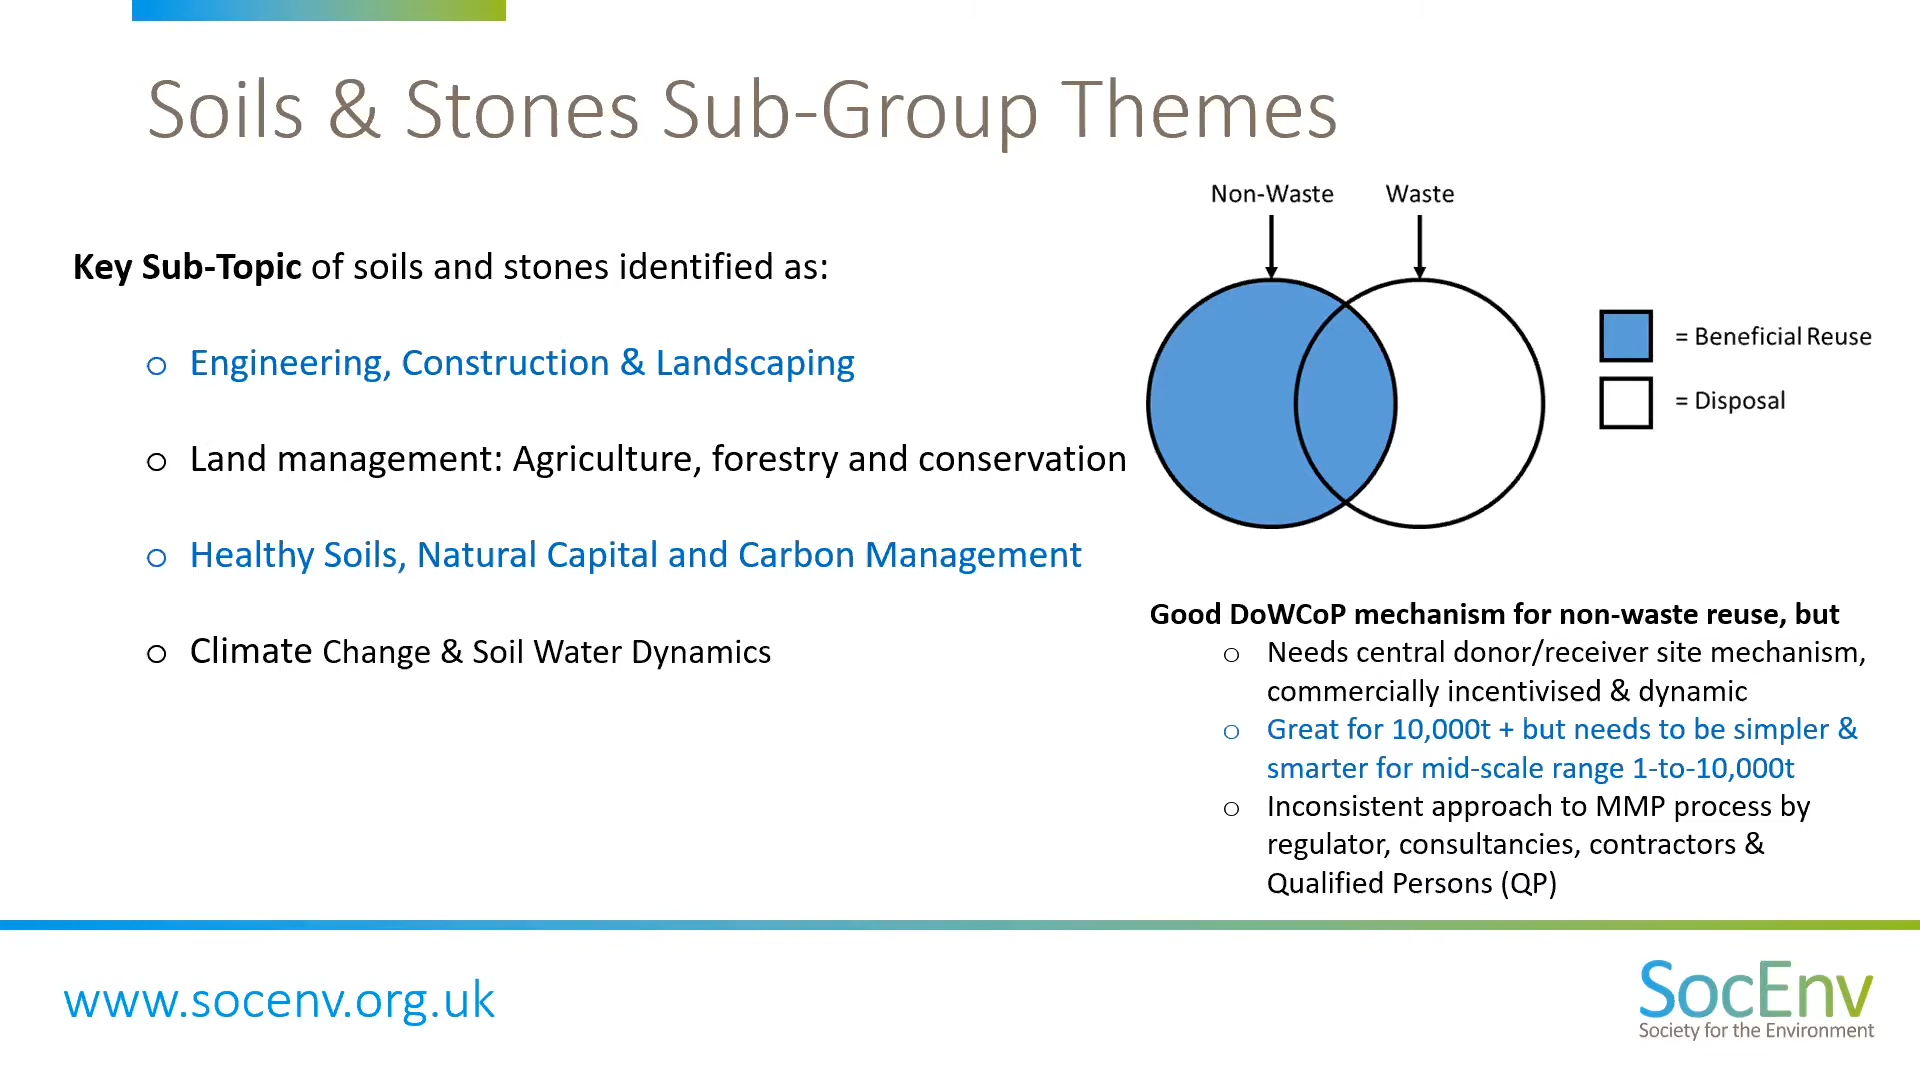 Soils & Stones Sub-Group Themes
Key Sub-Topic of soils and stones identified as:
o Engineering, Construction & Landscaping
o Land management: Agriculture, forestry and conservation
o Healthy Soils, Natural Capital and Carbon Management
o Climate Change & Soil Water Dynamics
Non-Waste
Waste
= Beneficial Reuse
= Disposal
Good DoWCoP mechanism for non-waste reuse, but
o Needs central donor/receiver site mechanism,
commercially incentivised & dynamic
o Great for 10,000t + but needs to be simpler &
smarter for mid-scale range 1-to-10,000t
o Inconsistent approach to MMP process by
regulator, consultancies, contractors &
Qualified Persons (QP)
www.socenv.org.uk
SocEnv
Society for the Environment